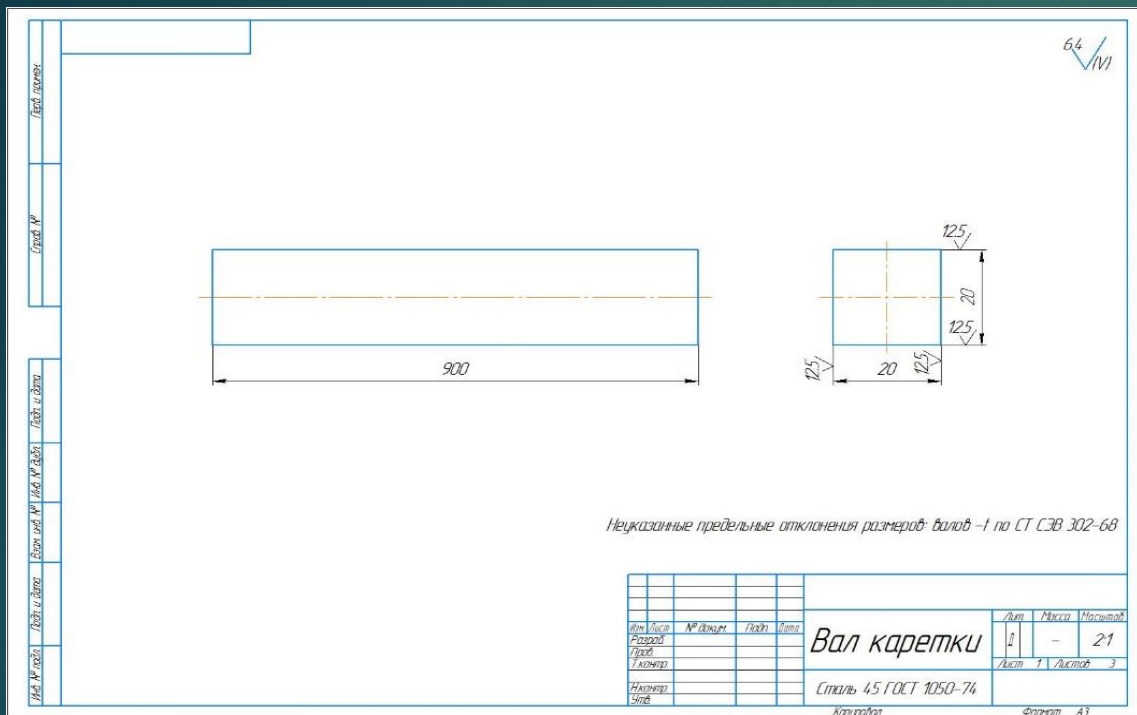 6,4
(√)
Перв. примен.
Справ. №
Подп. и дата
Инв. № дубл.
Взам. инв. №
Подп. и дата
Инв. № подл.
12,5
20
12,5
12,5
20
12,5
900
Неуказанные предельные отклонения размеров: валов -t по СТ СЭВ 302-68
Изм. Лист № докум. Подп. Дата
Разраб.
Пров.
Т.контр.
Н.контр.
Утв.
Вал каретки
Сталь 45 ГОСТ 1050-74
Лит. Масса Масштаб
- 2:1
Лист 1 Листов 3
Копировал
Формат А3